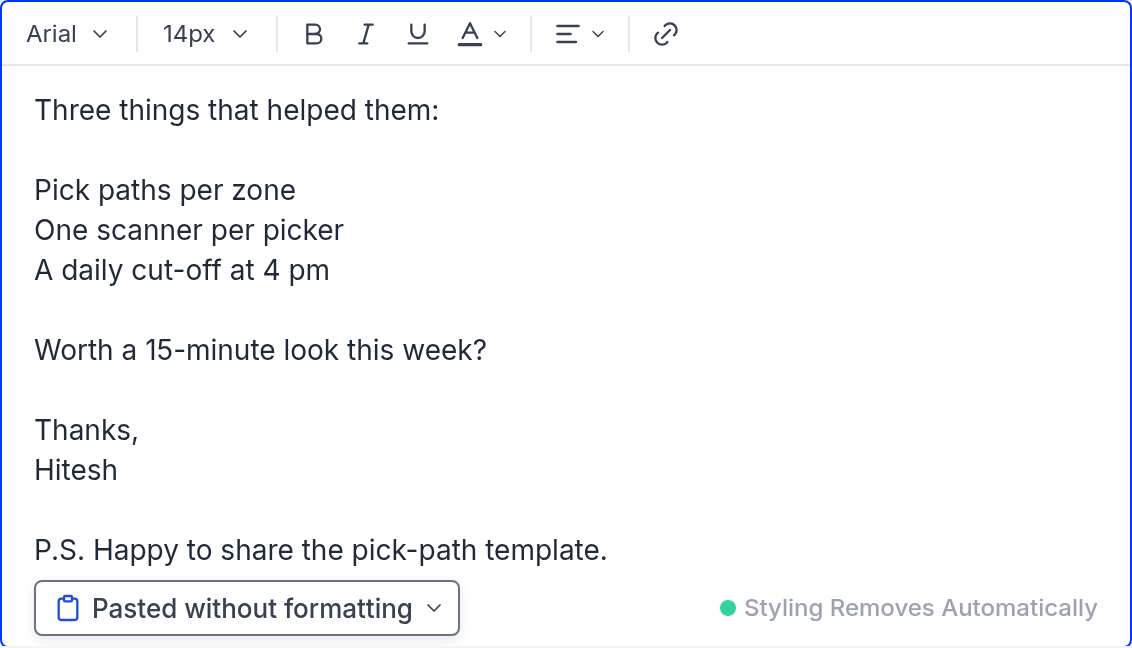 Arial 14px B I U A
Three things that helped them:
Pick paths per zone
One scanner per picker
A daily cut-off at 4 pm
Worth a 15-minute look this week?
Thanks,
Hitesh
P.S. Happy to share the pick-path template.
Pasted without formatting
Styling Removes Automatically